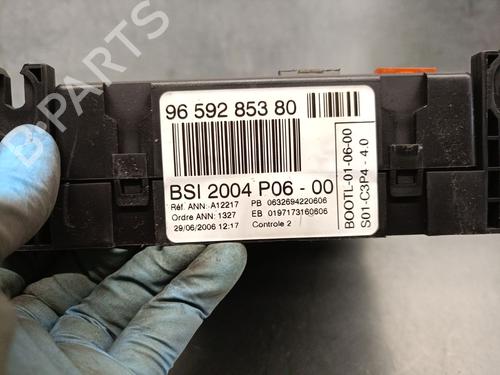 B-PARTS
96 592 853 80
BSI 2004 P06 - 00
Réf. ANN: A12217 PB 0632694220606
Ordre ANN: 1327 EB 0197173160606
29/06/2006 12:17 Controle 2
BOOTL-01-06-00
S01-C3P4 - 4.0